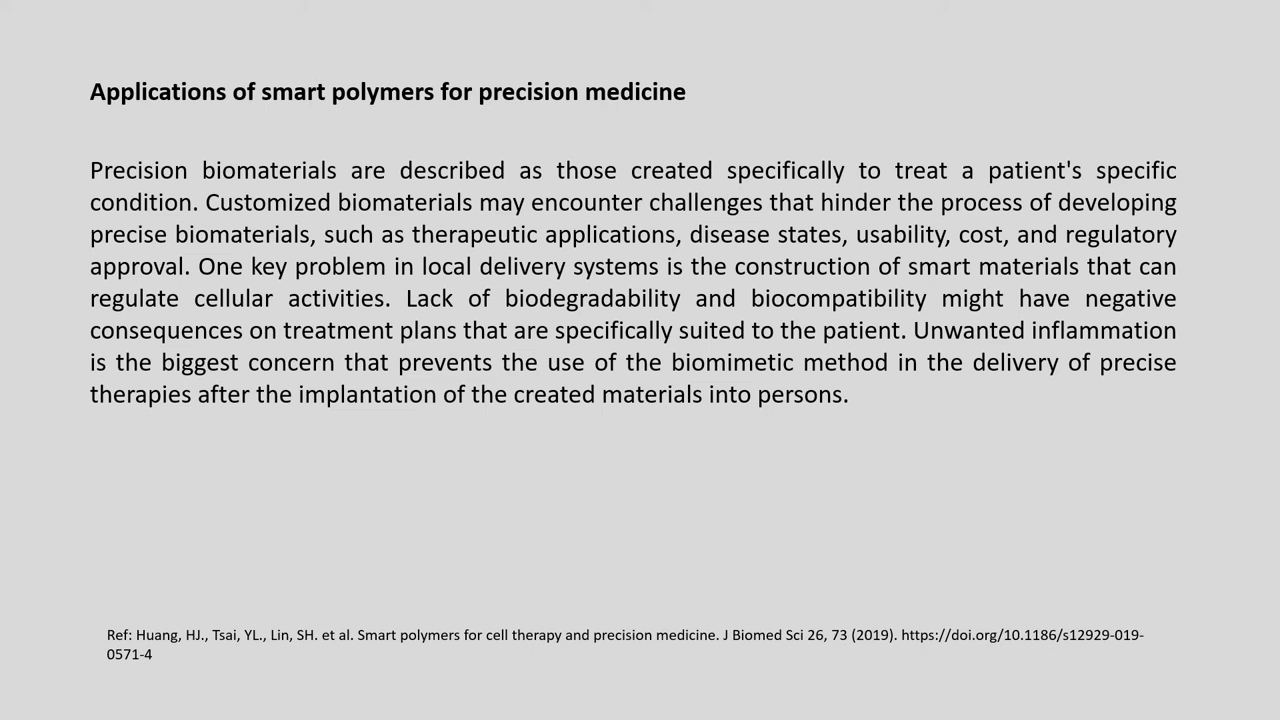 Applications of smart polymers for precision medicine
Precision biomaterials are described as those created specifically to treat a patient's specific
condition. Customized biomaterials may encounter challenges that hinder the process of developing
precise biomaterials, such as therapeutic applications, disease states, usability, cost, and regulatory
approval. One key problem in local delivery systems is the construction of smart materials that can
regulate cellular activities. Lack of biodegradability and biocompatibility might have negative
consequences on treatment plans that are specifically suited to the patient. Unwanted inflammation
is the biggest concern that prevents the use of the biomimetic method in the delivery of precise
therapies after the implantation of the created materials into persons.
Ref: Huang, HJ., Tsai, YL., Lin, SH. et al. Smart polymers for cell therapy and precision medicine. J Biomed Sci 26, 73 (2019). https://doi.org/10.1186/s12929-019-
0571-4